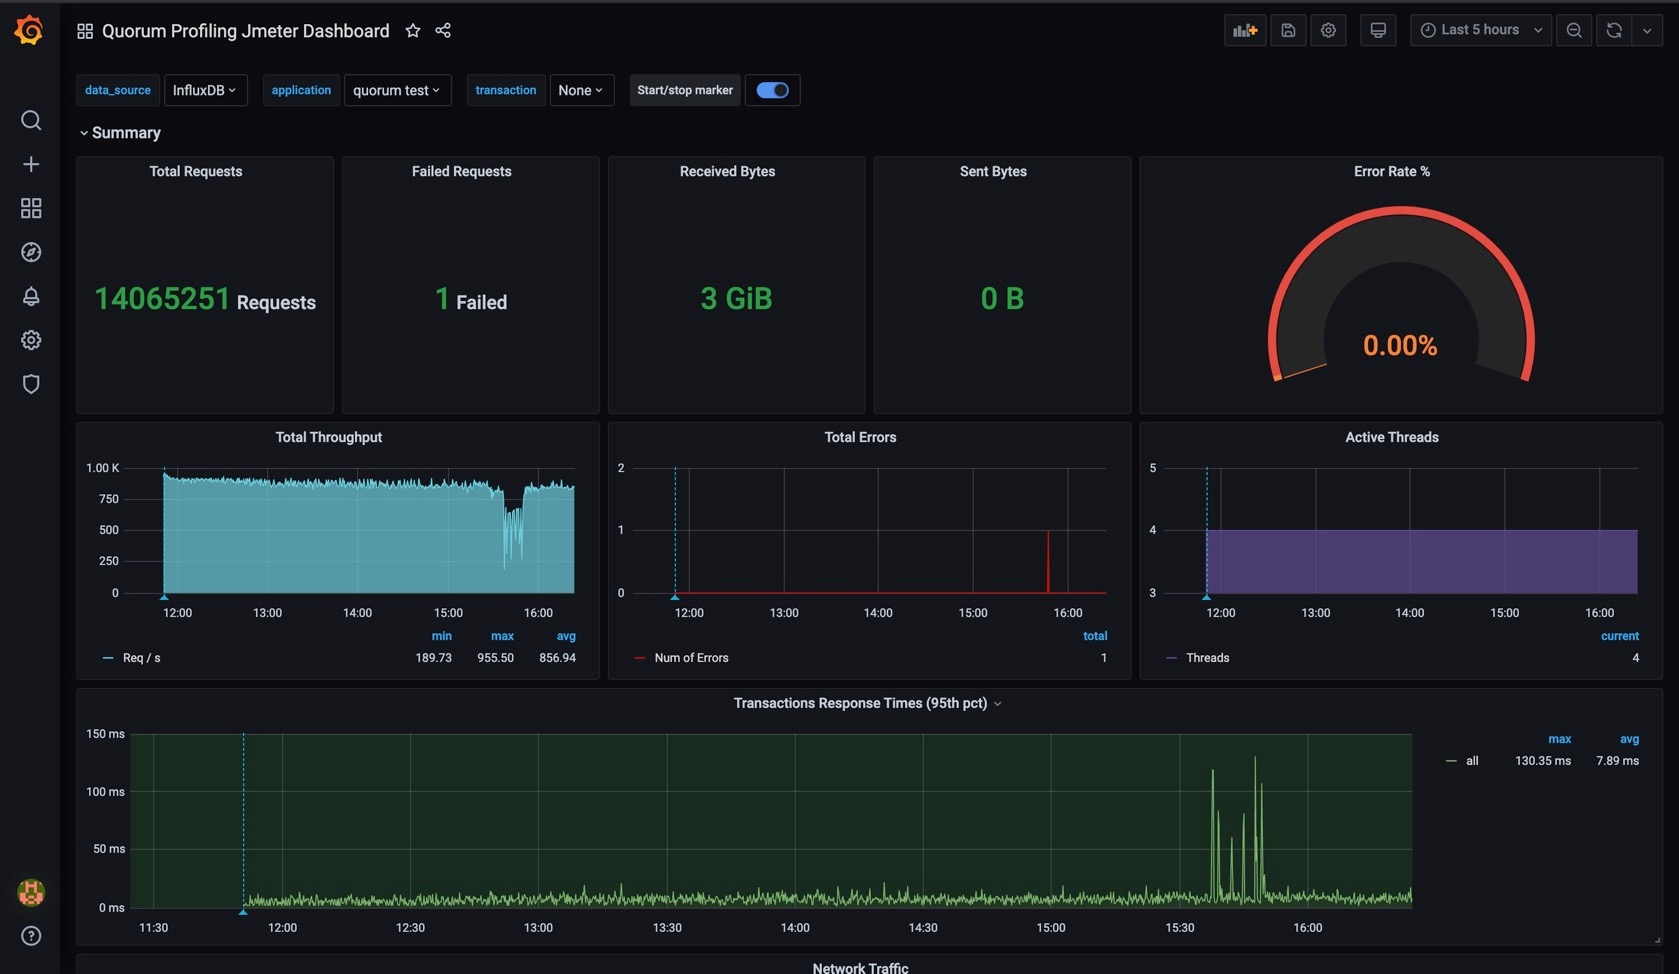 Quorum Profiling Jmeter Dashboard
Last 5 hours
data_source InfluxDB application quorum test transaction None Start/stop marker
Summary
Total Requests
14065251 Requests
Failed Requests
1 Failed
Received Bytes
3 GiB
Sent Bytes
0 B
Error Rate %
0.00%
Total Throughput
1.00 K
750
500
250
0
12:00 13:00 14:00 15:00 16:00
min max avg
Req / s 189.73 955.50 856.94
Total Errors
2
1
0
12:00 13:00 14:00 15:00 16:00
total
Num of Errors 1
Active Threads
5
4
3
12:00 13:00 14:00 15:00 16:00
current
Threads 4
Transactions Response Times (95th pct)
150 ms
100 ms
50 ms
0 ms
11:30 12:00 12:30 13:00 13:30 14:00 14:30 15:00 15:30 16:00
max avg
all 130.35 ms 7.89 ms
Network Traffic